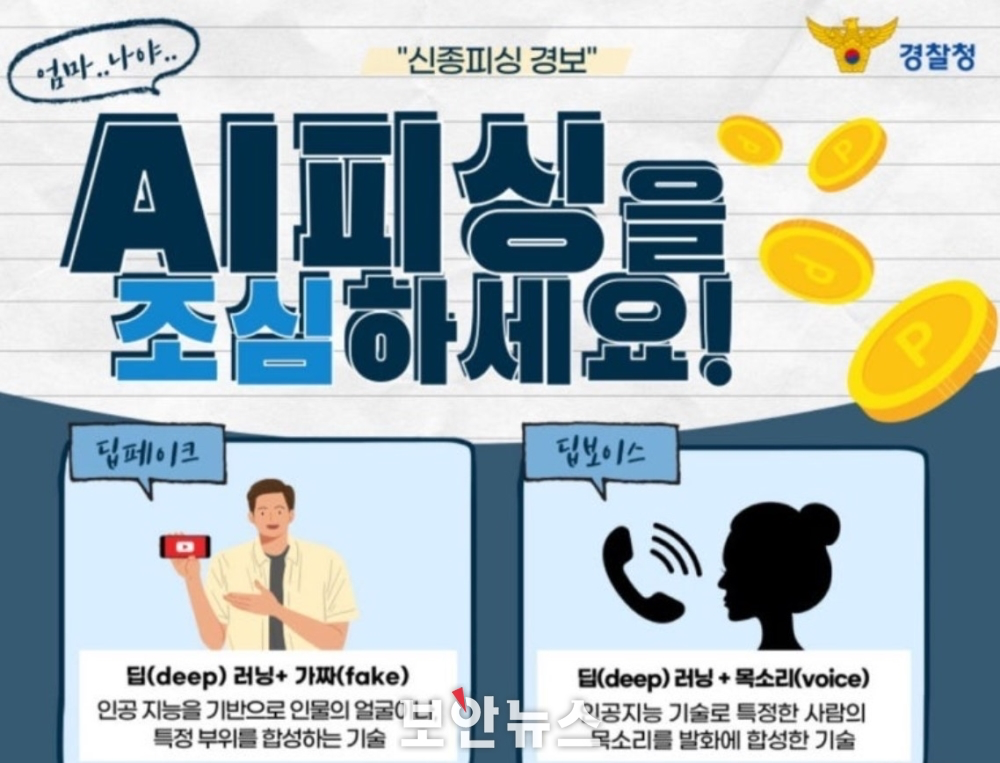 엄마..나야..
"신종피싱 경보"
경찰청
AI피싱을
조심하세요!
딥페이크
딥보이스
딥(deep) 러닝+ 가짜(fake)
인공 지능을 기반으로 인물의 얼굴이나
특정 부위를 합성하는 기술
딥(deep) 러닝 + 목소리(voice)
인공지능 기술로 특정한 사람의
목소리를 발화에 합성한 기술
보안뉴스
P
P
P
P